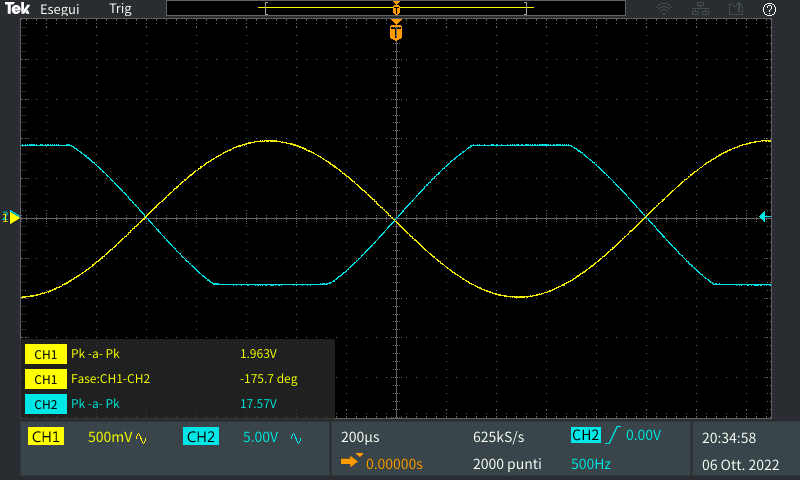 Tek Esegui Trig T ?
T
CH1 Pk -a- Pk 1.963V
CH1 Fase:CH1-CH2 -175.7 deg
CH2 Pk -a- Pk 17.57V
CH1 500mV CH2 5.00V 200µs 625kS/s CH2 0.00V 20:34:58
0.00000s 2000 punti 500Hz 06 Ott. 2022